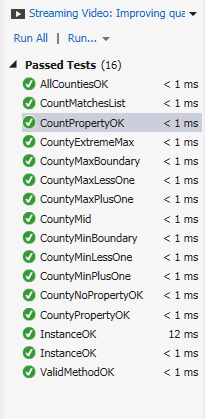 Streaming Video: Improving qua
Run All | Run...
Passed Tests (16)
AllCountiesOK < 1 ms
CountMatchesList < 1 ms
CountPropertyOK < 1 ms
CountyExtremeMax < 1 ms
CountyMaxBoundary < 1 ms
CountyMaxLessOne < 1 ms
CountyMaxPlusOne < 1 ms
CountyMid < 1 ms
CountyMinBoundary < 1 ms
CountyMinLessOne < 1 ms
CountyMinPlusOne < 1 ms
CountyNoPropertyOK < 1 ms
CountyPropertyOK < 1 ms
InstanceOK 12 ms
InstanceOK < 1 ms
ValidMethodOK < 1 ms